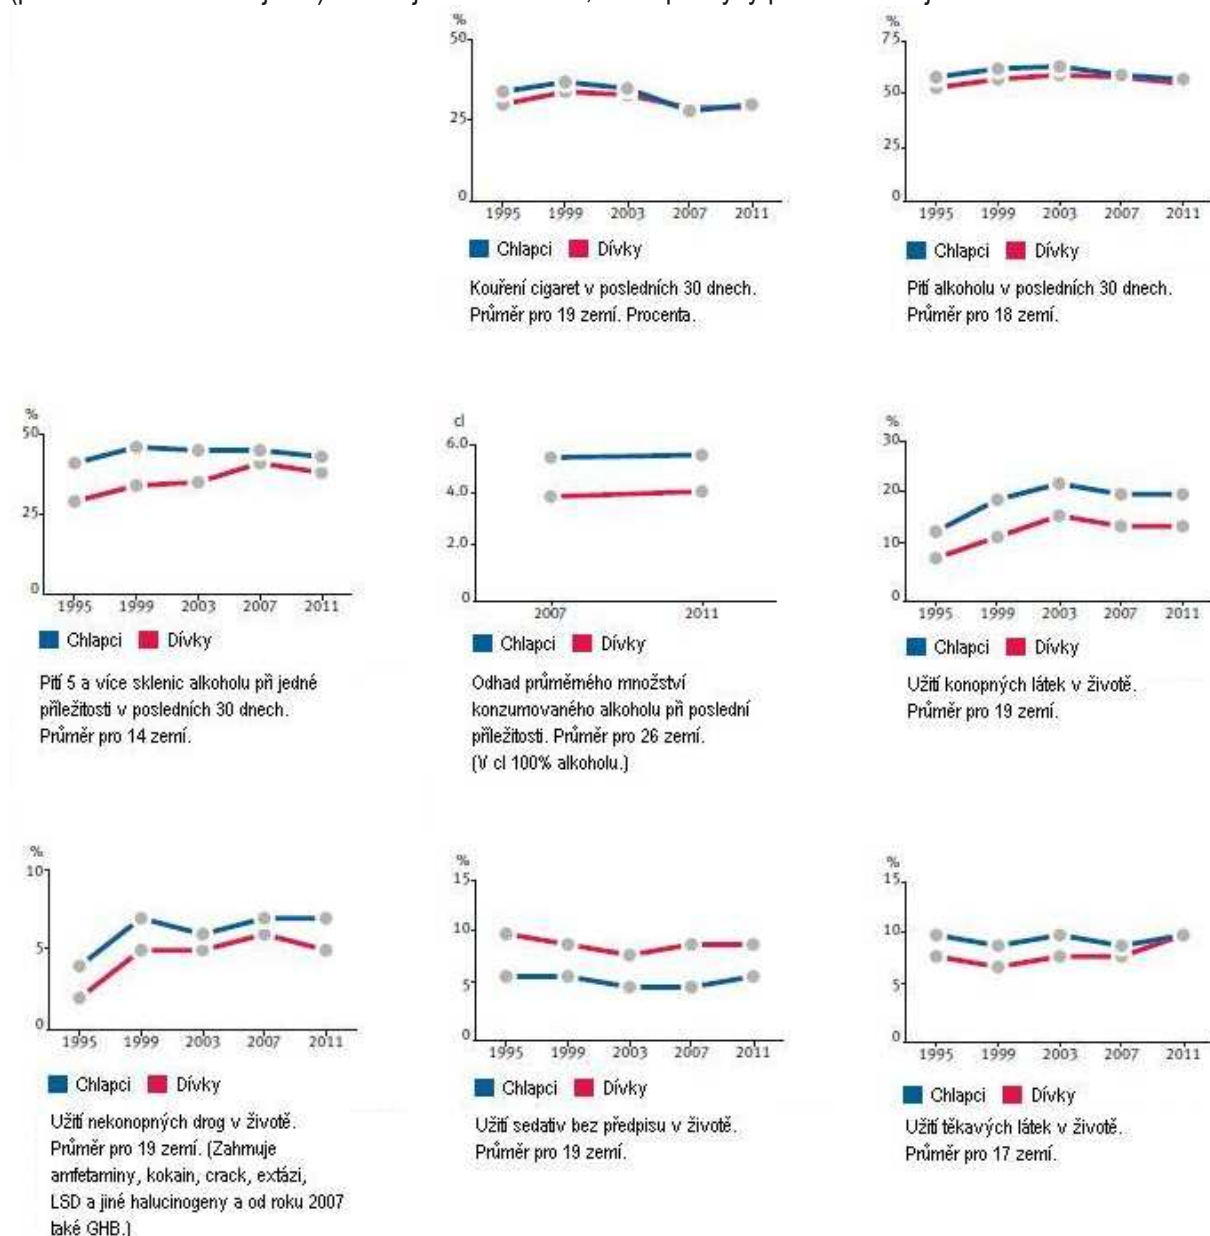 %
50
25
0
1995 1999 2003 2007 2011
Chlapci Dívky
Kouření cigaret v posledních 30 dnech.
Průměr pro 19 zemí. Procenta.
%
75
50
25
0
1995 1999 2003 2007 2011
Chlapci Dívky
Pití alkoholu v posledních 30 dnech.
Průměr pro 18 zemí.
%
50
25
0
1995 1999 2003 2007 2011
Chlapci Dívky
Pití 5 a více sklenic alkoholu při jedné
příležitosti v posledních 30 dnech.
Průměr pro 14 zemí.
cl
6.0
4.0
2.0
0
2007 2011
Chlapci Dívky
Odhad průměrného množství
konzumovaného alkoholu při poslední
příležitosti. Průměr pro 26 zemí.
(V cl 100% alkoholu.)
%
30
20
10
0
1995 1999 2003 2007 2011
Chlapci Dívky
Užití konopných látek v životě.
Průměr pro 19 zemí.
%
10
5
0
1995 1999 2003 2007 2011
Chlapci Dívky
Užití nekonopných drog v životě.
Průměr pro 19 zemí. (Zahrnuje
amfetaminy, kokain, crack, extázi,
LSD a jiné halucinogeny a od roku 2007
také GHB.)
%
15
10
5
0
1995 1999 2003 2007 2011
Chlapci Dívky
Užití sedativ bez předpisu v životě.
Průměr pro 19 zemí.
%
15
10
5
0
1995 1999 2003 2007 2011
Chlapci Dívky
Užití těkavých látek v životě.
Průměr pro 17 zemí.